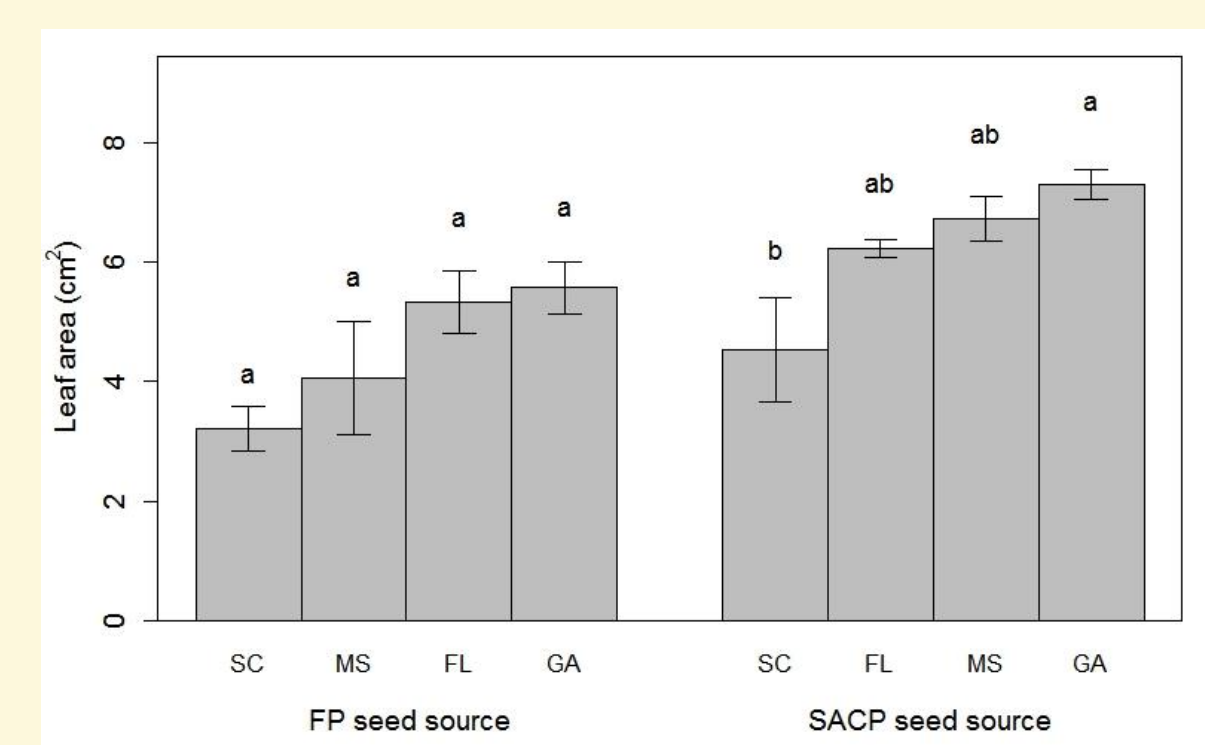 Leaf area (cm²)
8
6
4
2
0
a
a
a
a
b
ab
ab
a
SC MS FL GA SC FL MS GA
FP seed source SACP seed source